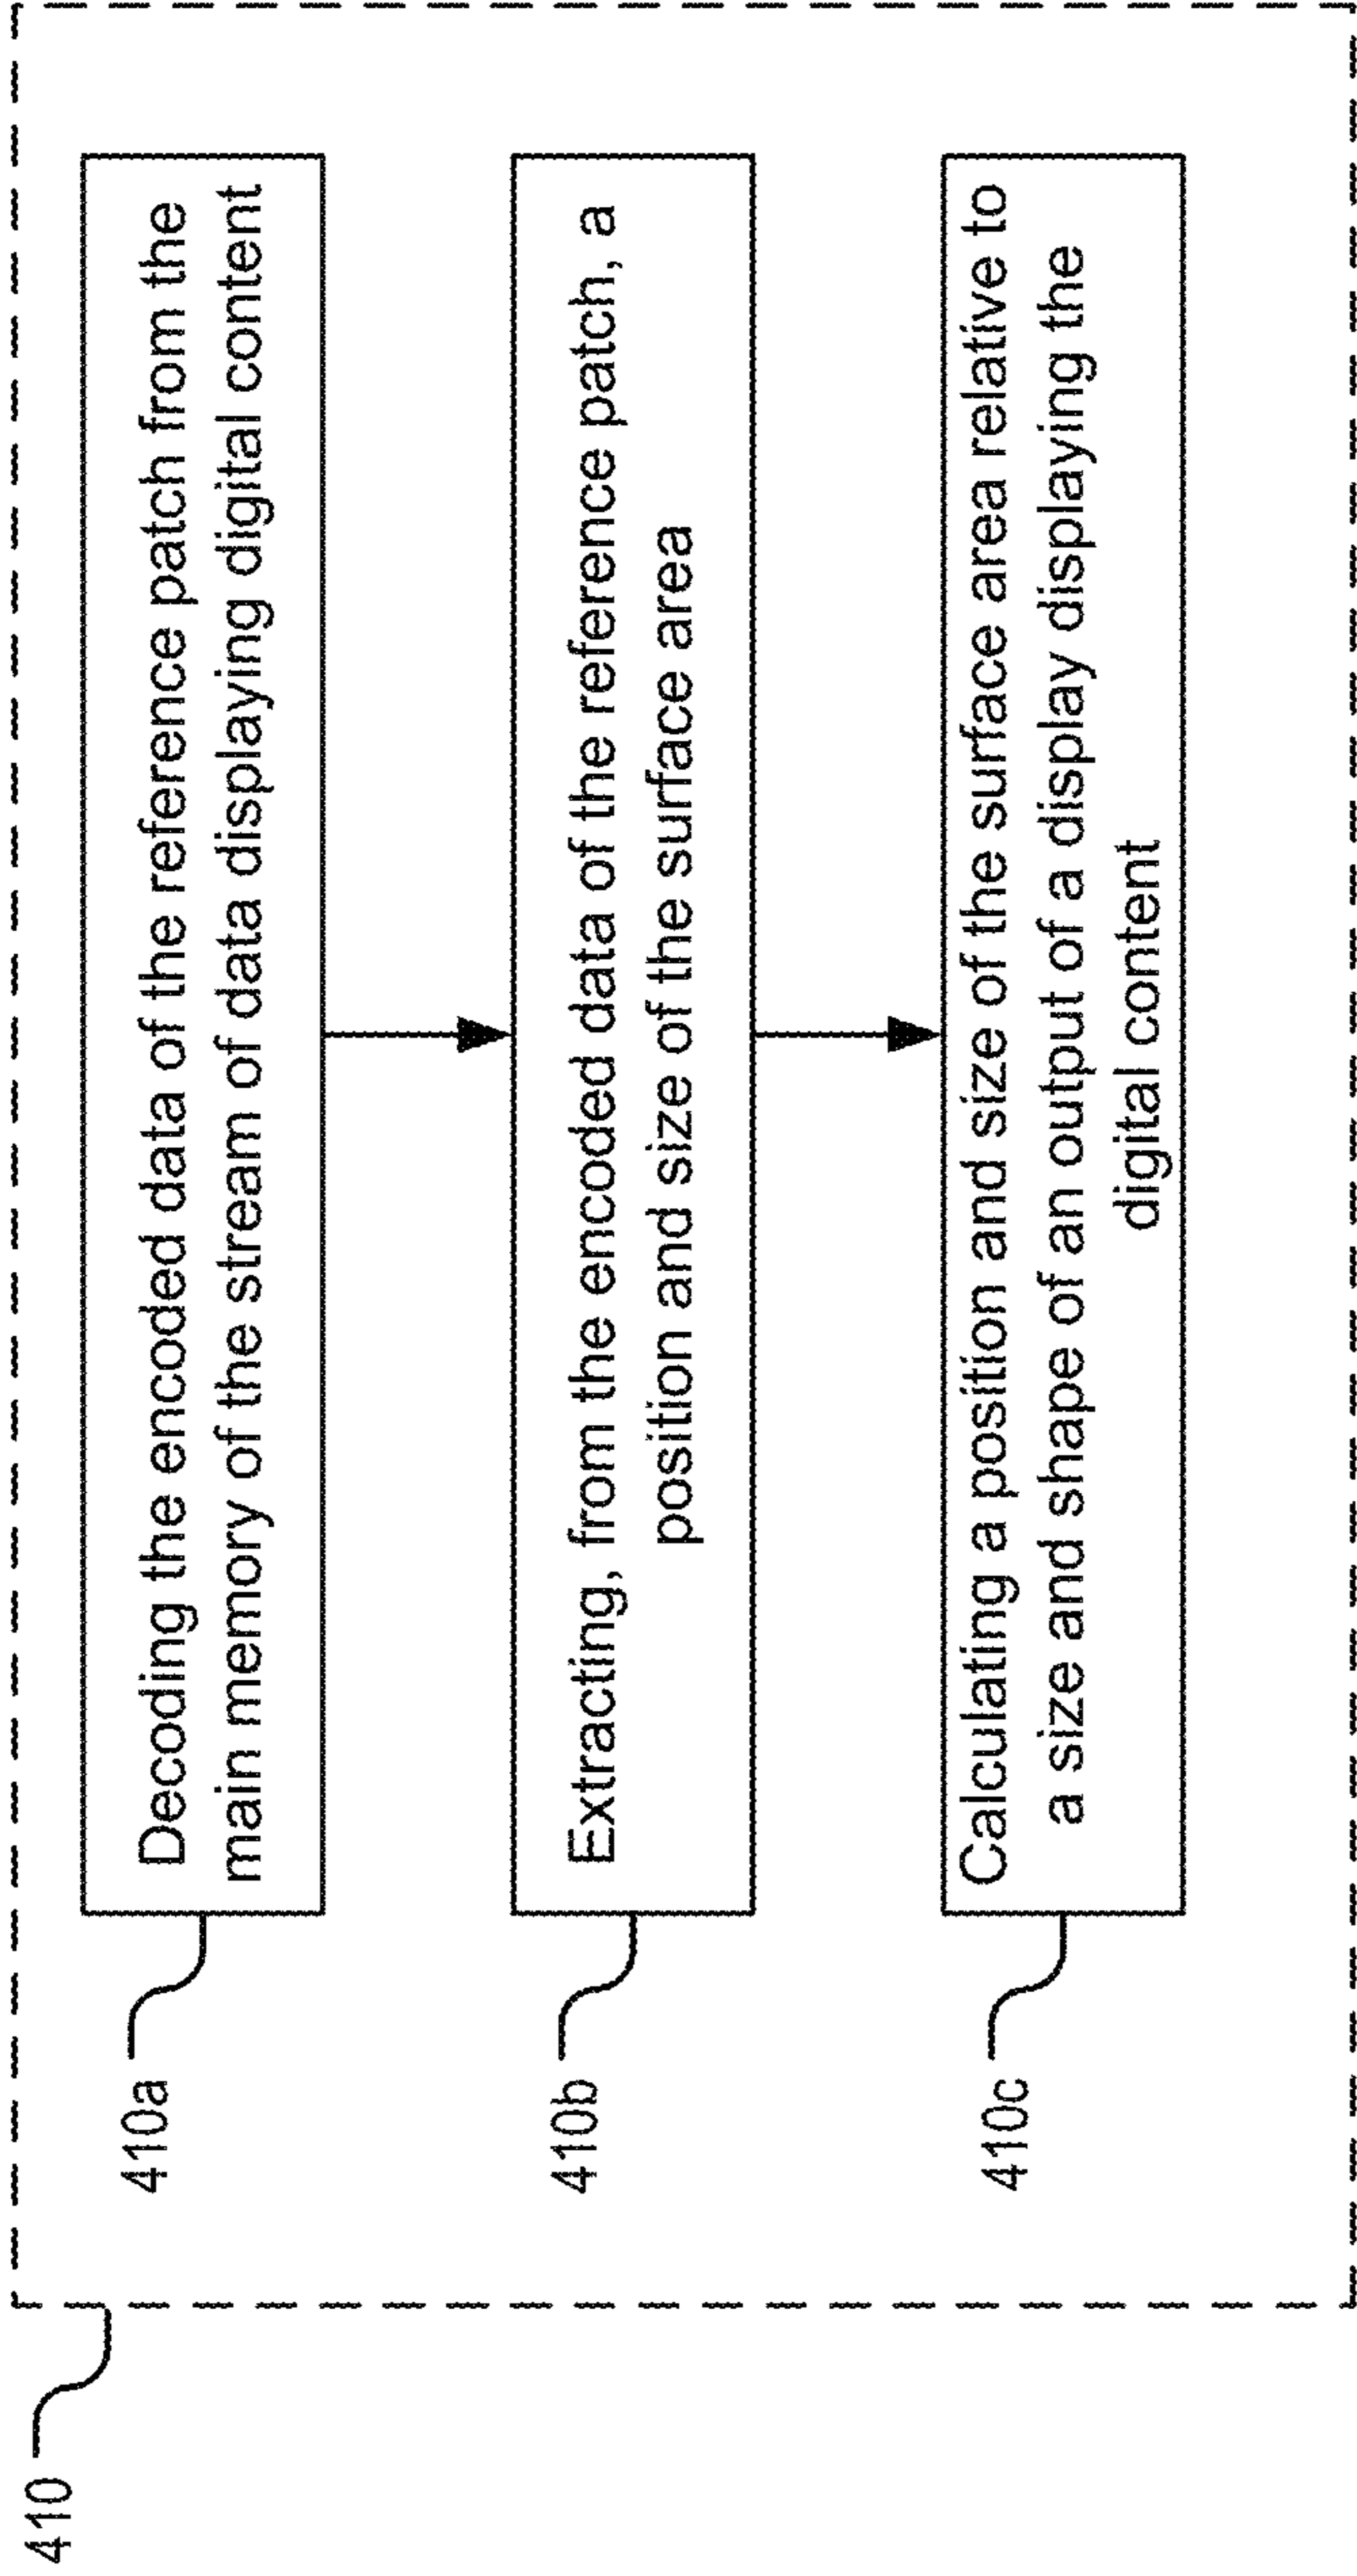 410
410a
Decoding the encoded data of the reference patch from the
main memory of the stream of data displaying digital content
410b
Extracting, from the encoded data of the reference patch, a
position and size of the surface area
410c
Calculating a position and size of the surface area relative to
a size and shape of an output of a display displaying the
digital content